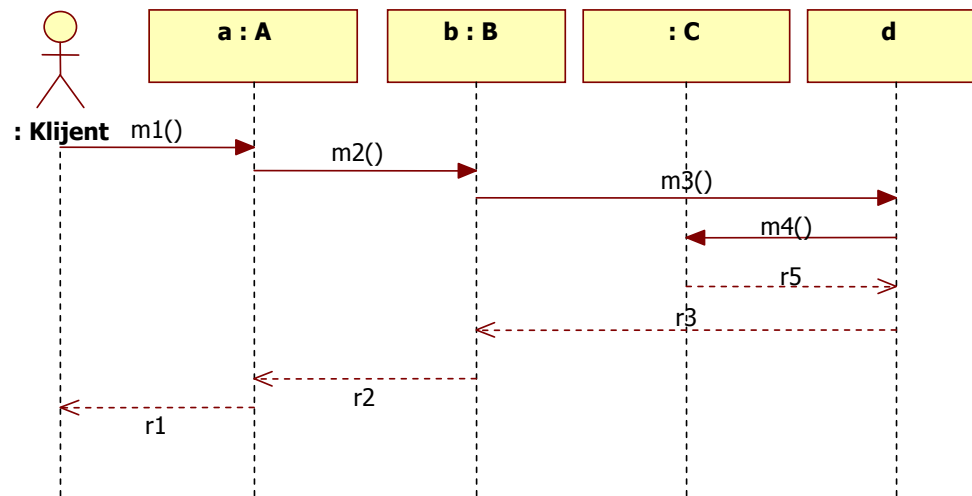 a : A
b : B
: C
d
: Klijent
m1()
m2()
m3()
m4()
r5
r3
r2
r1